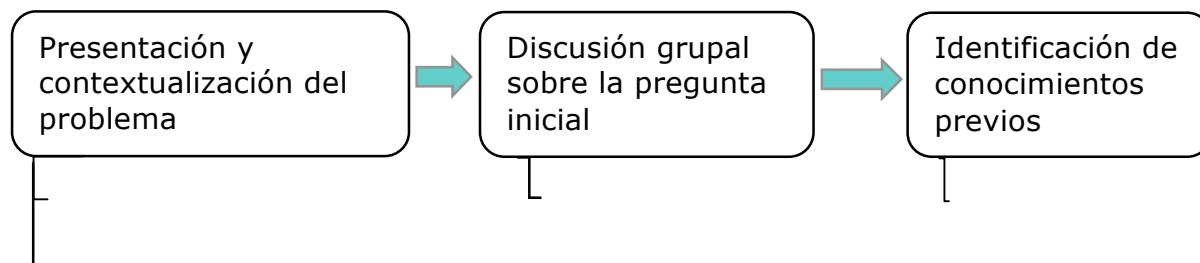 Presentación y
contextualización del
problema
Discusión grupal
sobre la pregunta
inicial
Identificación de
conocimientos
previos